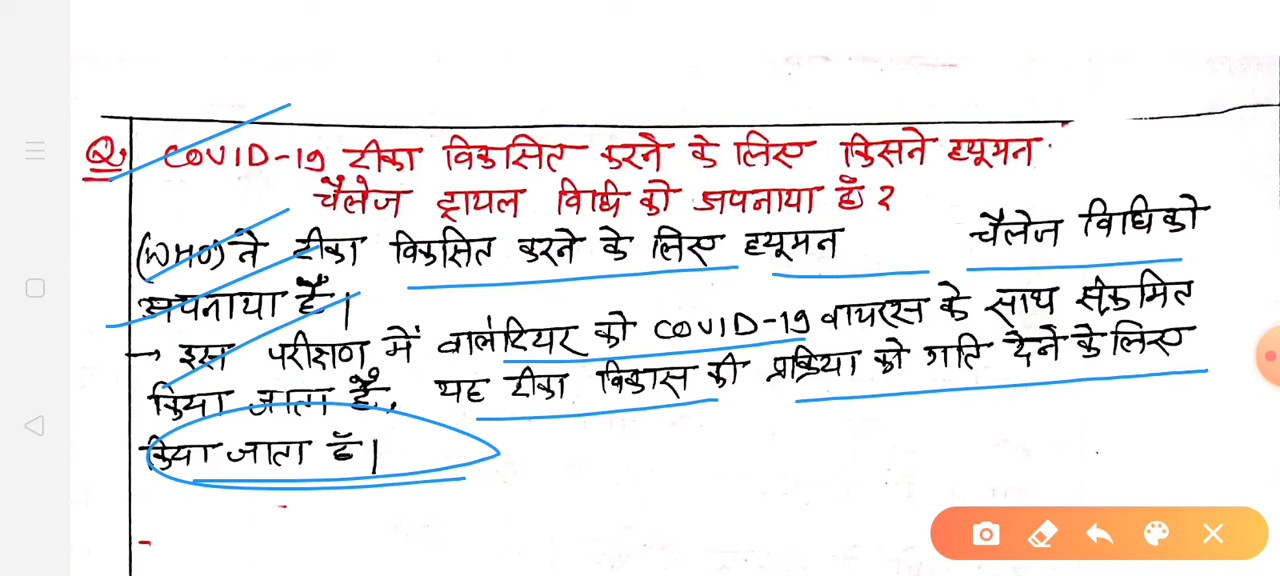 Q. COVID-19 टीका विकसित करने के लिए किसने ह्यूमन
चैलेज ट्रायल विधि को अपनाया है ?
(WHO) ने टीका विकसित करने के लिए ह्यूमन चैलेज विधि को
अपनाया है।
→ इस परीक्षण में वालंटियर को COVID-19 वायरस के साथ संक्रमित
किया जाता है, यह टीका विकास की प्रक्रिया को गति देने के लिए
किया जाता है।